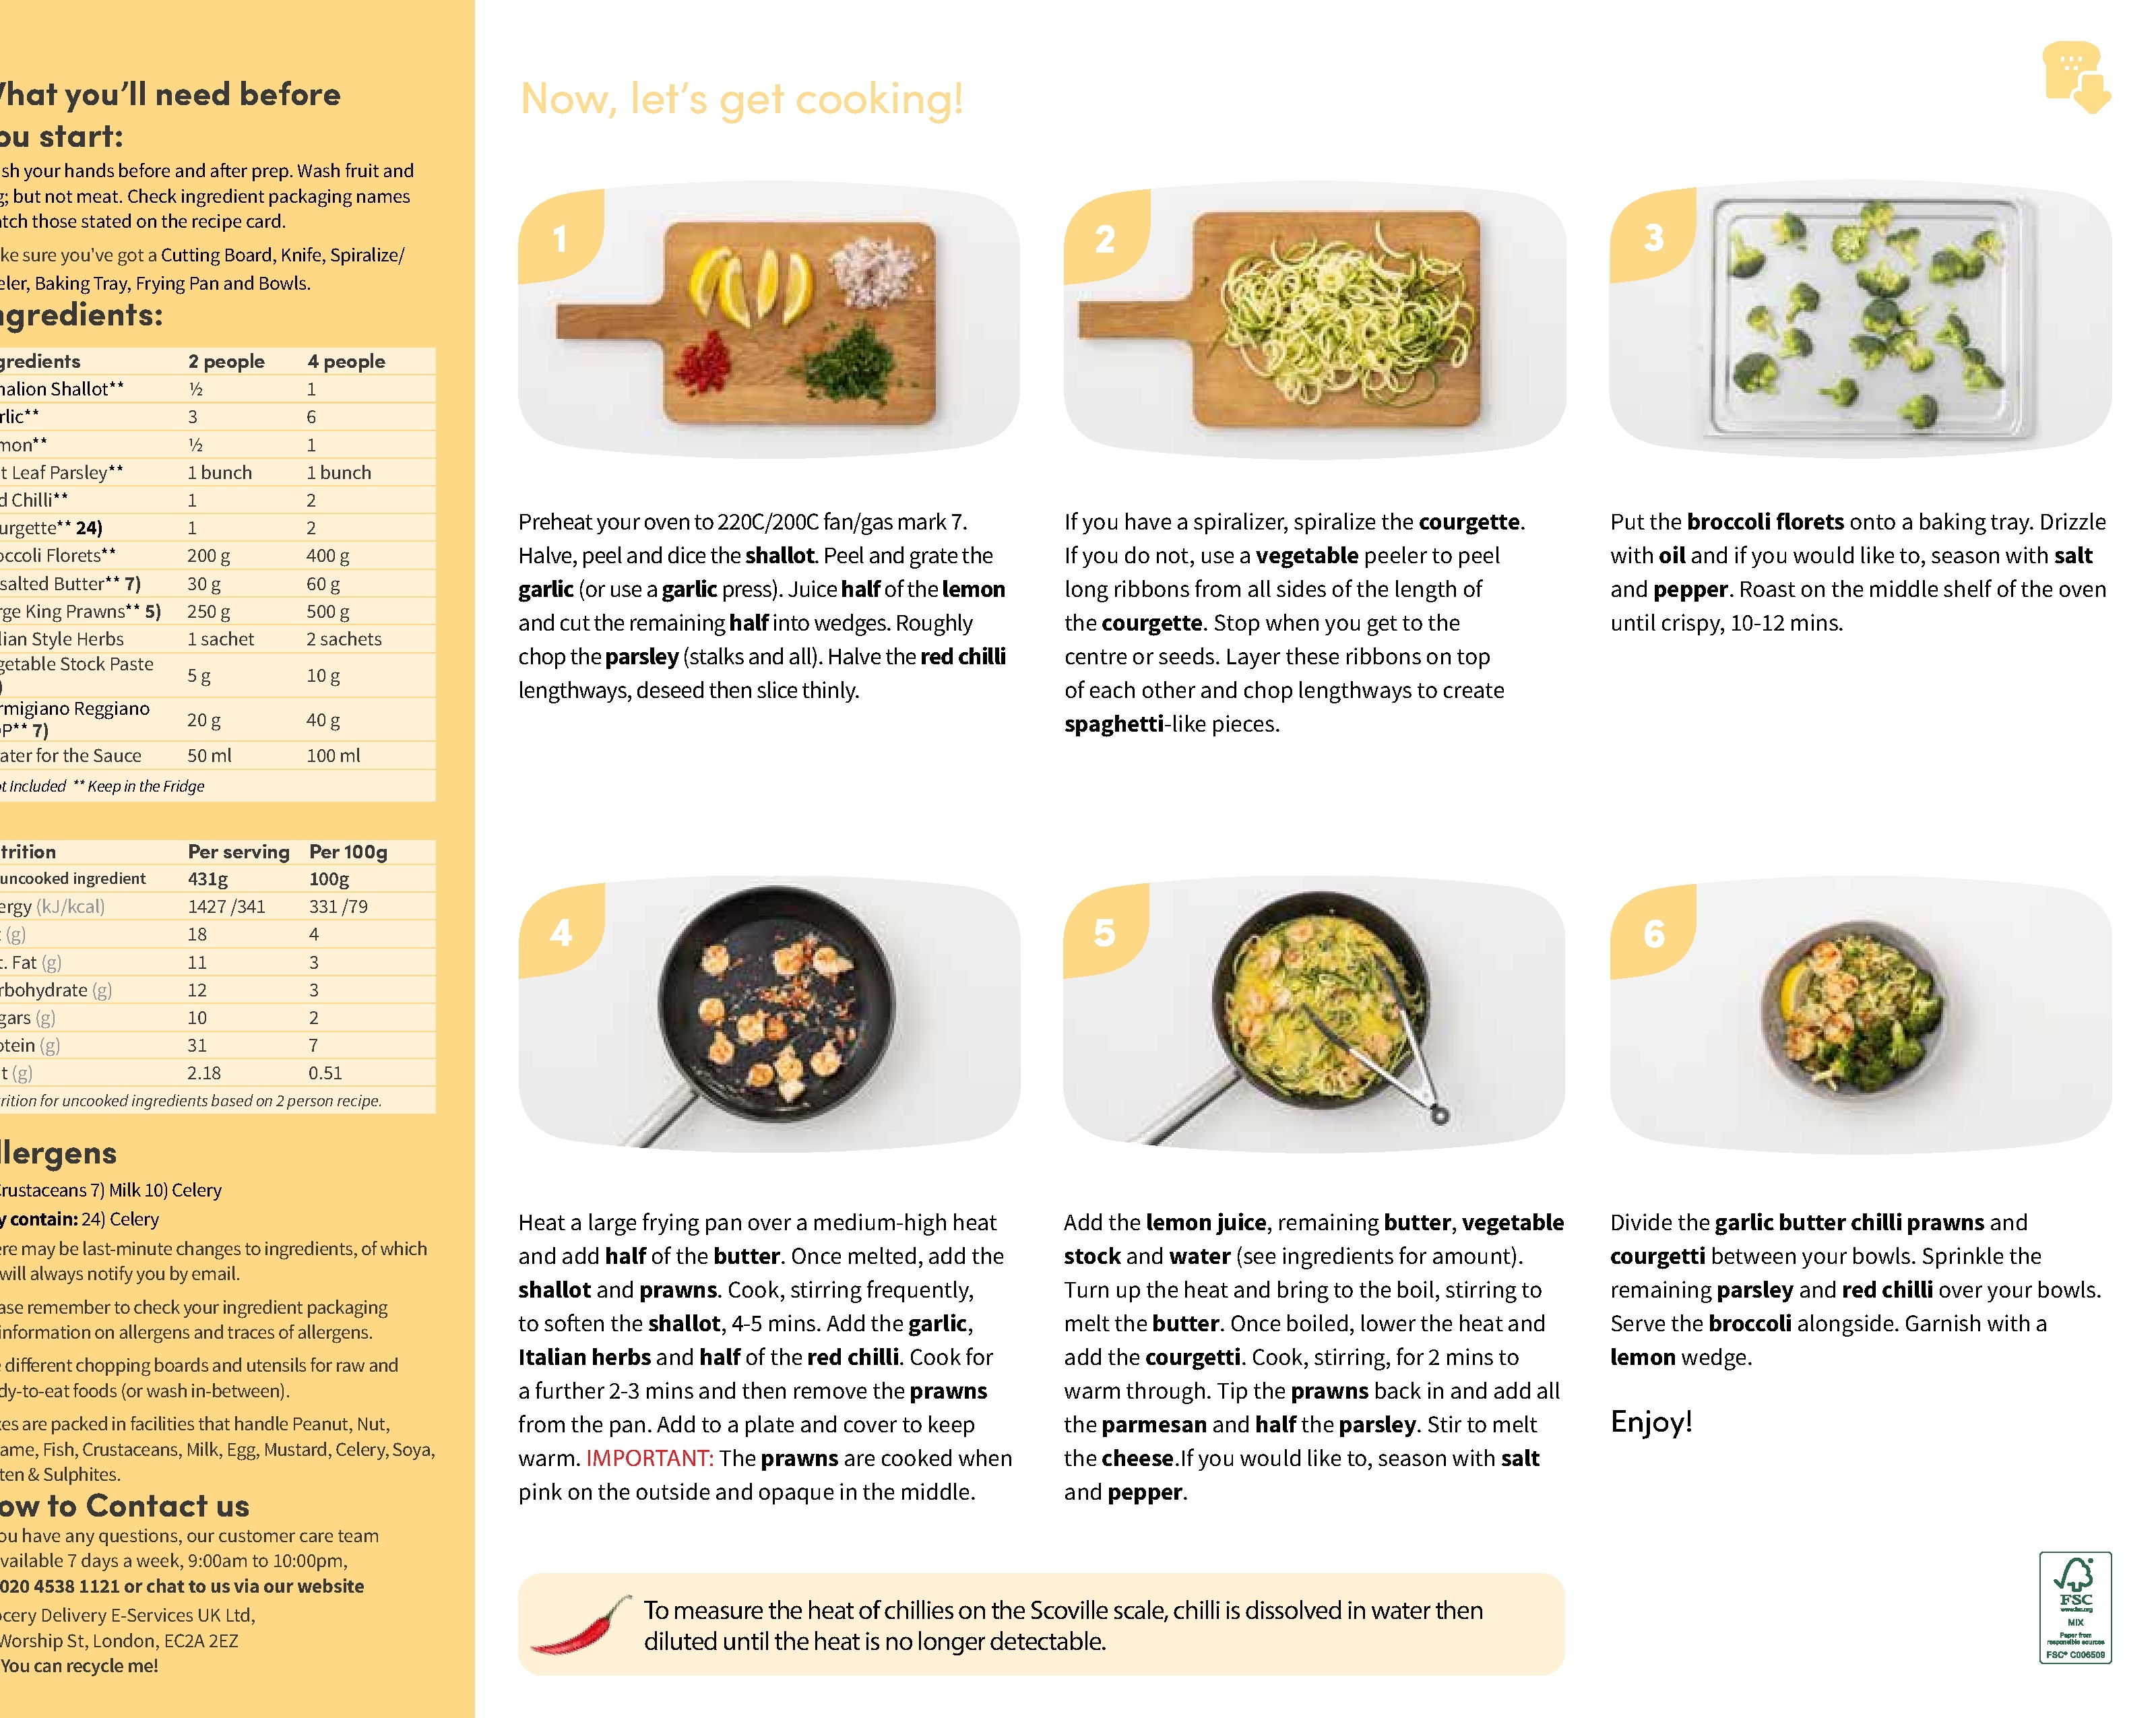 What you'll need before
you start:
sh your hands before and after prep. Wash fruit and
g; but not meat. Check ingredient packaging names
atch those stated on the recipe card.
ke sure you've got a Cutting Board, Knife, Spiralize/
eler, Baking Tray, Frying Pan and Bowls.
ngredients:
gredients 2 people 4 people
nalion Shallot** ½ 1
rlic** 3 6
mon** ½ 1
t Leaf Parsley** 1 bunch 1 bunch
d Chilli** 1 2
urgette** 24) 1 2
occoli Florets** 200 g 400 g
salted Butter** 7) 30 g 60 g
rge King Prawns** 5) 250 g 500 g
lian Style Herbs 1 sachet 2 sachets
getable Stock Paste
) 5 g 10 g
rmigiano Reggiano
P** 7) 20 g 40 g
ater for the Sauce 50 ml 100 ml
ot Included ** Keep in the Fridge
trition Per serving Per 100g
uncooked ingredient 431g 100g
ergy (kJ/kcal) 1427 /341 331 /79
t (g) 18 4
t. Fat (g) 11 3
rbohydrate (g) 12 3
gars (g) 10 2
otein (g) 31 7
t (g) 2.18 0.51
rition for uncooked ingredients based on 2 person recipe.
llergens
rustaceans 7) Milk 10) Celery
y contain: 24) Celery
ere may be last-minute changes to ingredients, of which
will always notify you by email.
ase remember to check your ingredient packaging
information on allergens and traces of allergens.
e different chopping boards and utensils for raw and
dy-to-eat foods (or wash in-between).
ces are packed in facilities that handle Peanut, Nut,
ame, Fish, Crustaceans, Milk, Egg, Mustard, Celery, Soya,
ten & Sulphites.
ow to Contact us
ou have any questions, our customer care team
vailable 7 days a week, 9:00am to 10:00pm,
020 4538 1121 or chat to us via our website
ocery Delivery E-Services UK Ltd,
Worship St, London, EC2A 2EZ
You can recycle me!
Now, let's get cooking!
1
Preheat your oven to 220C/200C fan/gas mark 7.
Halve, peel and dice the shallot. Peel and grate the
garlic (or use a garlic press). Juice half of the lemon
and cut the remaining half into wedges. Roughly
chop the parsley (stalks and all). Halve the red chilli
lengthways, deseed then slice thinly.
2
If you have a spiralizer, spiralize the courgette.
If you do not, use a vegetable peeler to peel
long ribbons from all sides of the length of
the courgette. Stop when you get to the
centre or seeds. Layer these ribbons on top
of each other and chop lengthways to create
spaghetti-like pieces.
3
Put the broccoli florets onto a baking tray. Drizzle
with oil and if you would like to, season with salt
and pepper. Roast on the middle shelf of the oven
until crispy, 10-12 mins.
4
Heat a large frying pan over a medium-high heat
and add half of the butter. Once melted, add the
shallot and prawns. Cook, stirring frequently,
to soften the shallot, 4-5 mins. Add the garlic,
Italian herbs and half of the red chilli. Cook for
a further 2-3 mins and then remove the prawns
from the pan. Add to a plate and cover to keep
warm. IMPORTANT: The prawns are cooked when
pink on the outside and opaque in the middle.
5
Add the lemon juice, remaining butter, vegetable
stock and water (see ingredients for amount).
Turn up the heat and bring to the boil, stirring to
melt the butter. Once boiled, lower the heat and
add the courgetti. Cook, stirring, for 2 mins to
warm through. Tip the prawns back in and add all
the parmesan and half the parsley. Stir to melt
the cheese.If you would like to, season with salt
and pepper.
6
Divide the garlic butter chilli prawns and
courgetti between your bowls. Sprinkle the
remaining parsley and red chilli over your bowls.
Serve the broccoli alongside. Garnish with a
lemon wedge.
Enjoy!
To measure the heat of chillies on the Scoville scale, chilli is dissolved in water then
diluted until the heat is no longer detectable.
FSC
www.fsc.org
MIX
Paper from
responsible sources
FSC® C006509